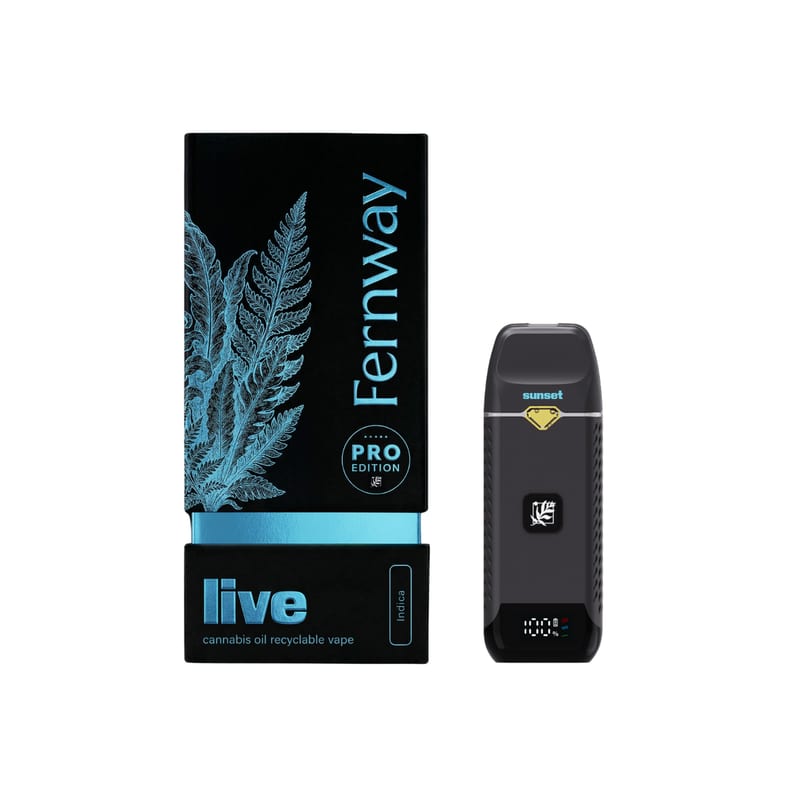 Fernway
PRO
EDITION
live
cannabis oil recyclable vape
Indica
sunset
100%